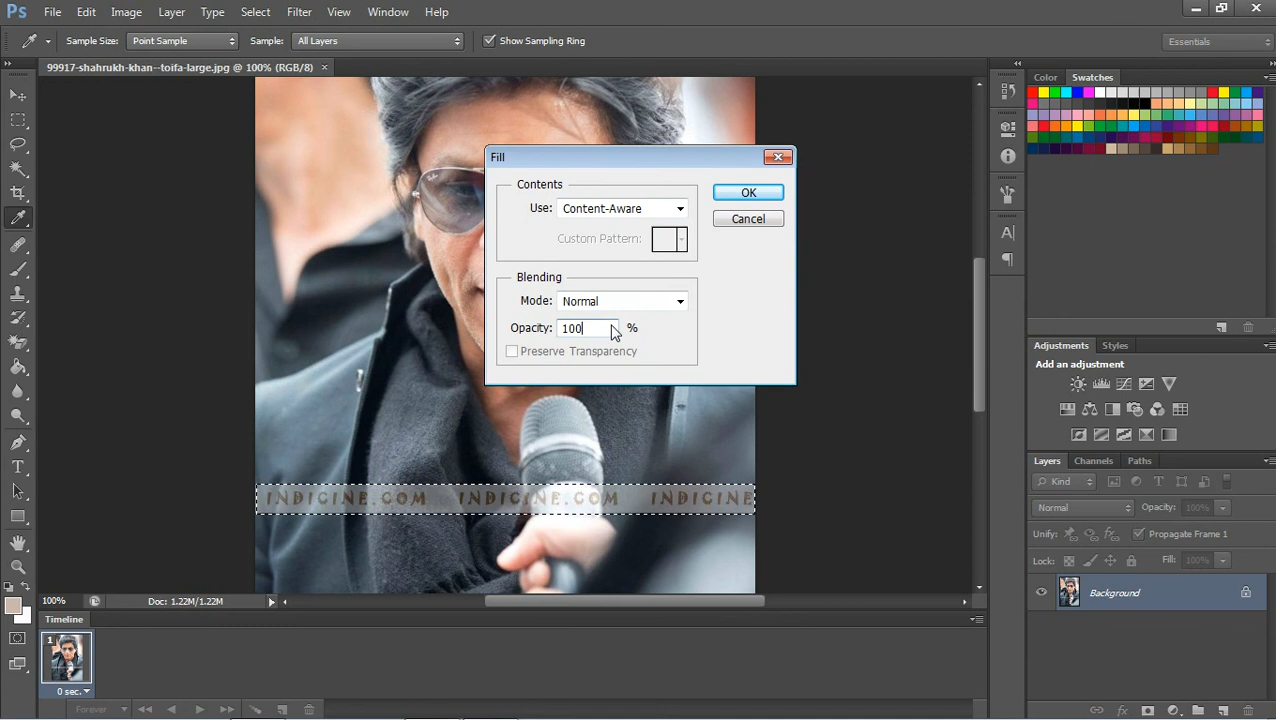 Ps File Edit Image Layer Type Select Filter View Window Help
Sample Size: Point Sample Sample: All Layers Show Sampling Ring Essentials
99917-shahrukh-khan--toifa-large.jpg @ 100% (RGB/8) ×
Color Swatches
Fill
Contents
OK
Use: Content-Aware
Cancel
Custom Pattern:
Blending
Mode: Normal
Opacity: 100 %
Preserve Transparency
Adjustments Styles
Add an adjustment
Layers Channels Paths
Kind
Normal Opacity: 100%
Unify: Propagate Frame 1
Lock: Fill: 100%
Background
INDICINE.COM INDICINE.COM INDICINE
100% Doc: 1.22M/1.22M
Timeline
1
0 sec.
Forever